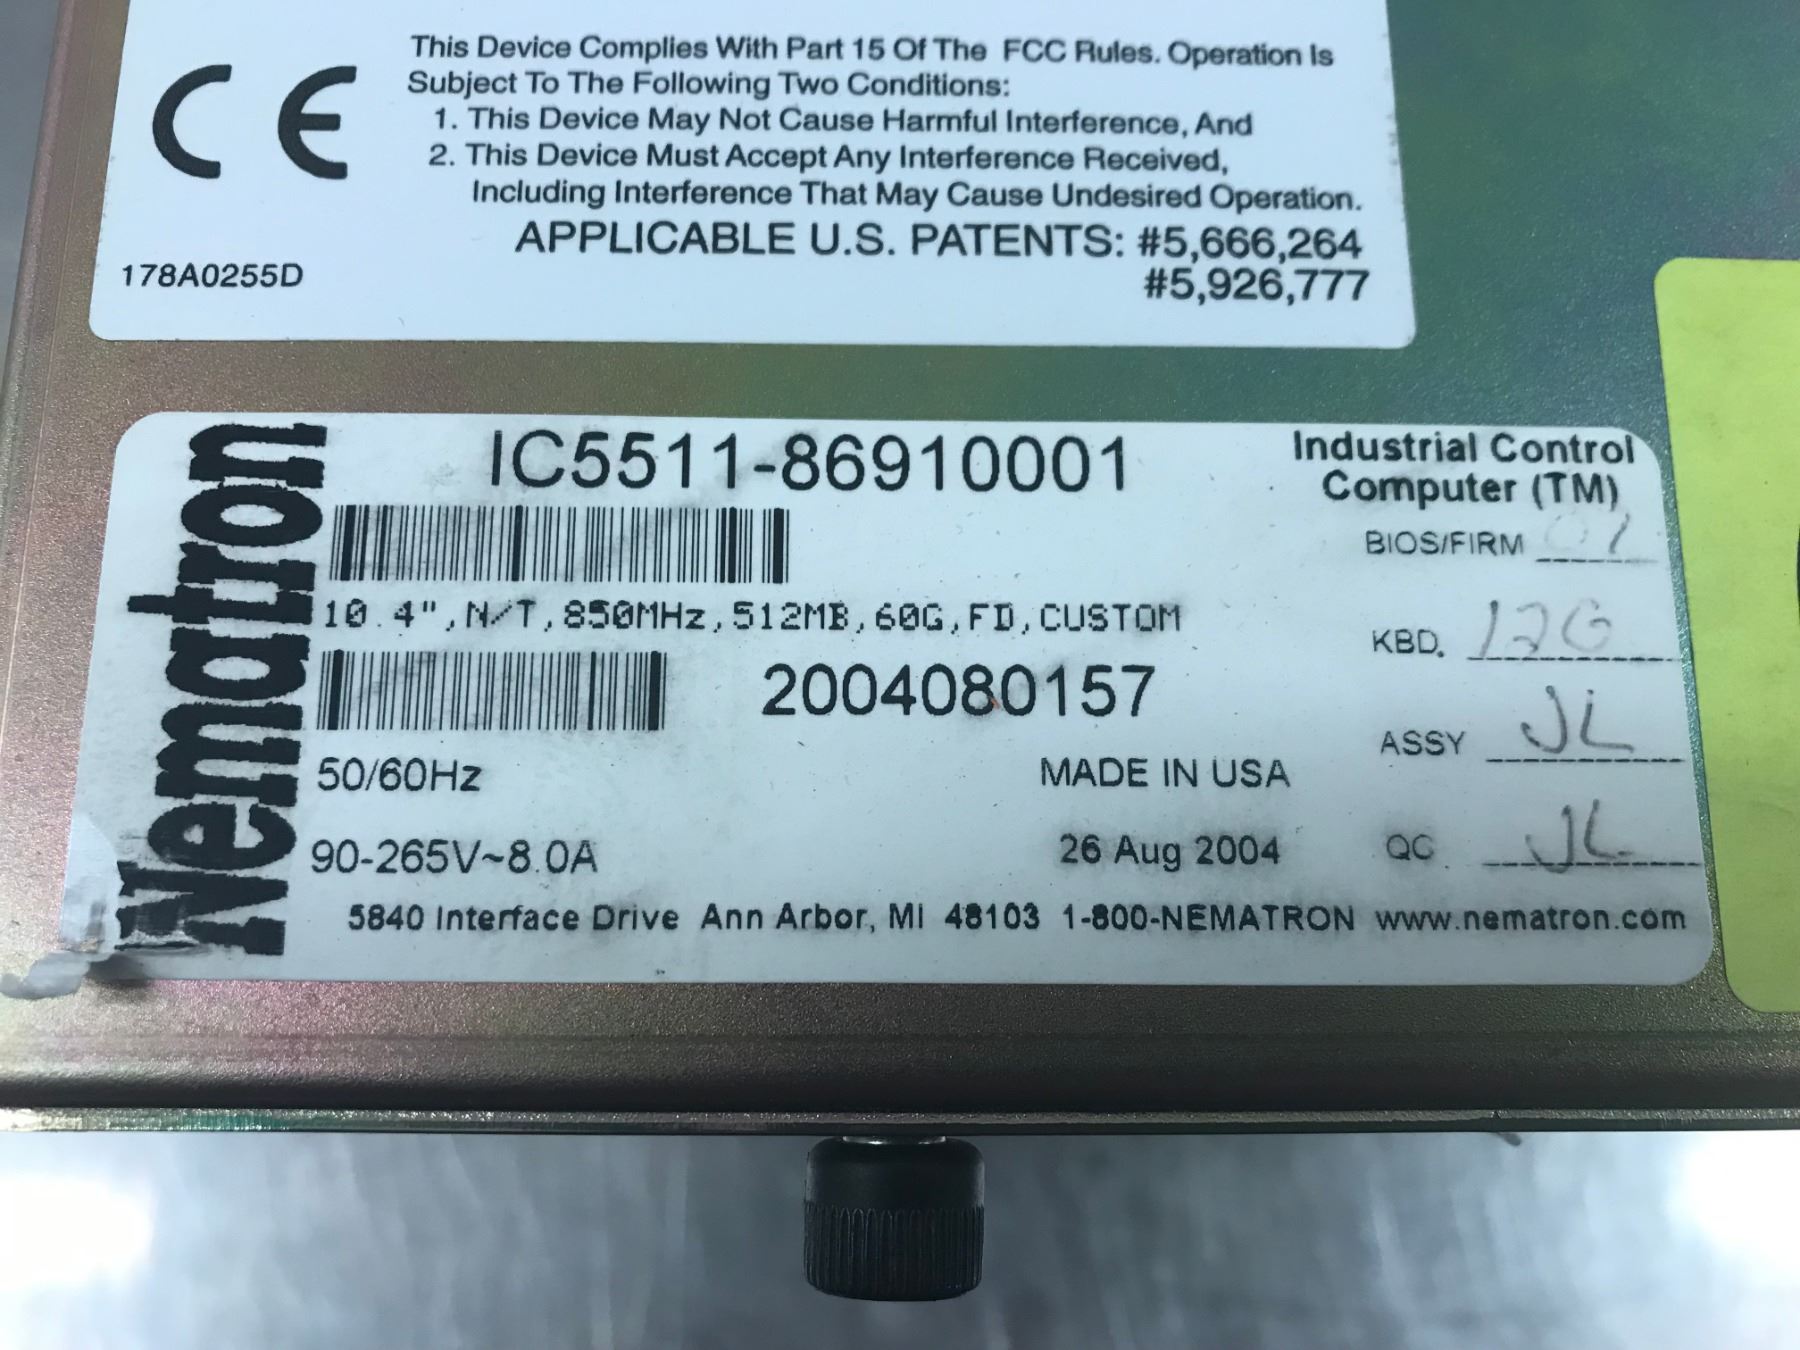 CE
This Device Complies With Part 15 Of The FCC Rules. Operation Is
Subject To The Following Two Conditions:
1. This Device May Not Cause Harmful Interference, And
2. This Device Must Accept Any Interference Received,
Including Interference That May Cause Undesired Operation.
APPLICABLE U.S. PATENTS: #5,666,264
#5,926,777
178A0255D
Nematron
IC5511-86910001
Industrial Control
Computer (TM)
BIOS/FIRM 01
10.4",N/T,850MHz,512MB,60G,FD,CUSTOM
KBD. 12G
2004080157
ASSY JL
50/60Hz
MADE IN USA
90-265V~8.0A
26 Aug 2004
QC JL
5840 Interface Drive Ann Arbor, MI 48103 1-800-NEMATRON www.nematron.com